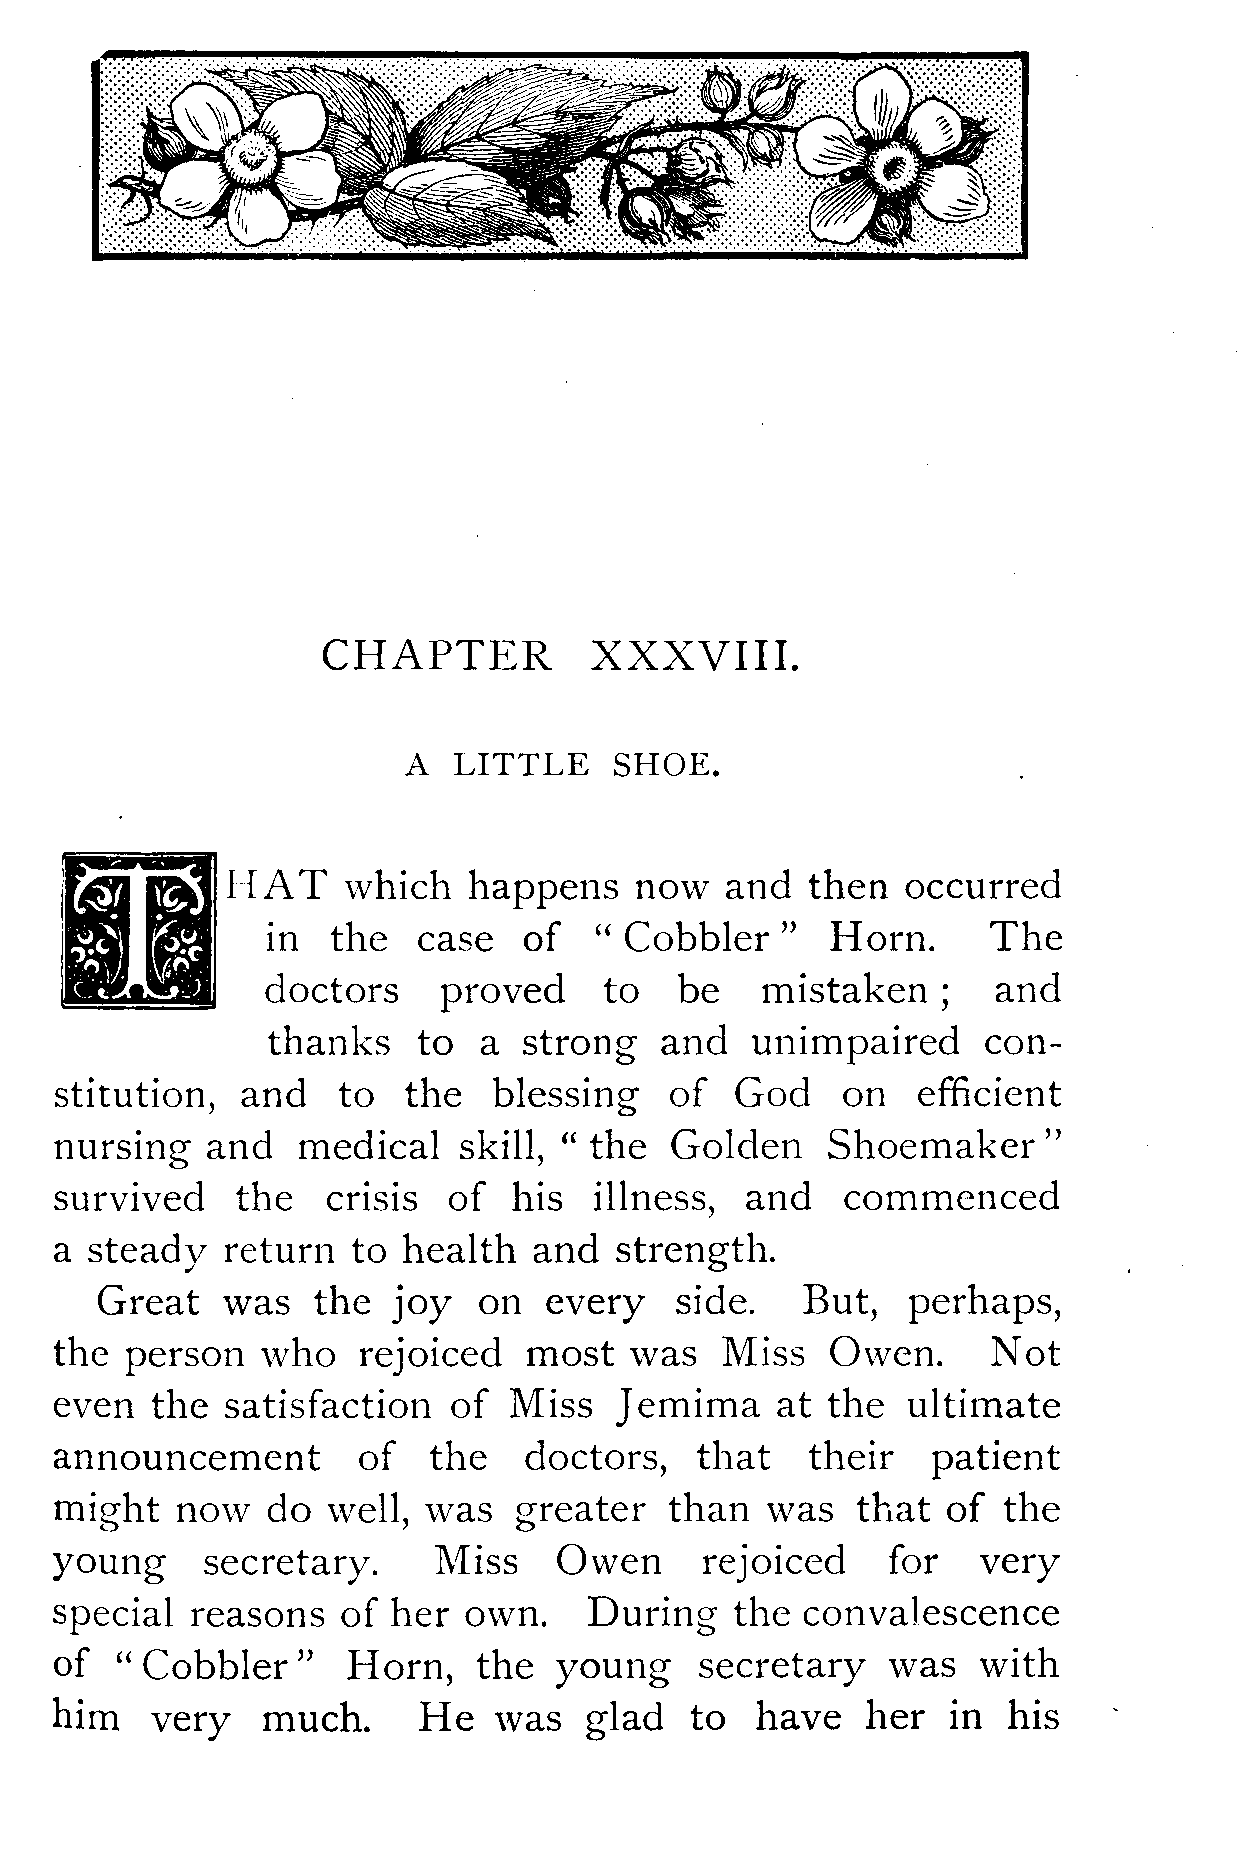 CHAPTER XXXVIII.
A LITTLE SHOE.
THAT which happens now and then occurred
in the case of “ Cobbler ” Horn. The
doctors proved to be mistaken ; and
thanks to a strong and unimpaired con-
stitution, and to the blessing of God on efficient
nursing and medical skill, “ the Golden Shoemaker ”
survived the crisis of his illness, and commenced
a steady return to health and strength.
Great was the joy on every side. But, perhaps,
the person who rejoiced most was Miss Owen. Not
even the satisfaction of Miss Jemima at the ultimate
announcement of the doctors, that their patient
might now do well, was greater than was that of the
young secretary. Miss Owen rejoiced for very
special reasons of her own. During the convalescence
of “ Cobbler ” Horn, the young secretary was with
him very much. He was glad to have her in his